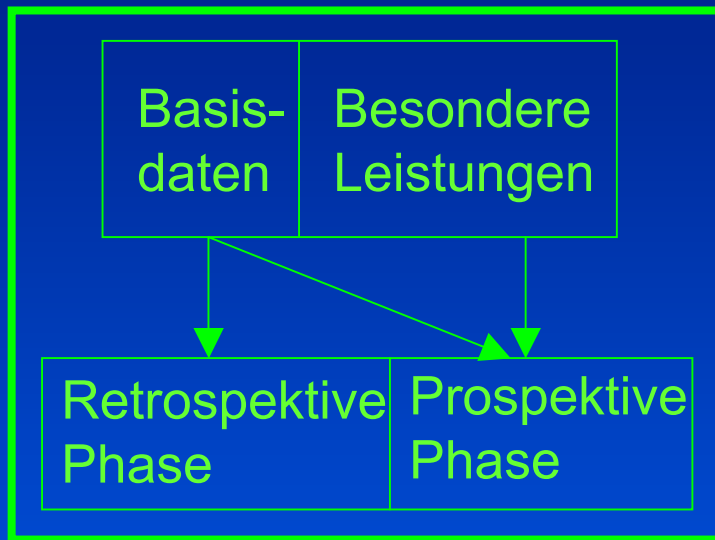 Basis-
daten
Besondere
Leistungen
Retrospektive
Phase
Prospektive
Phase